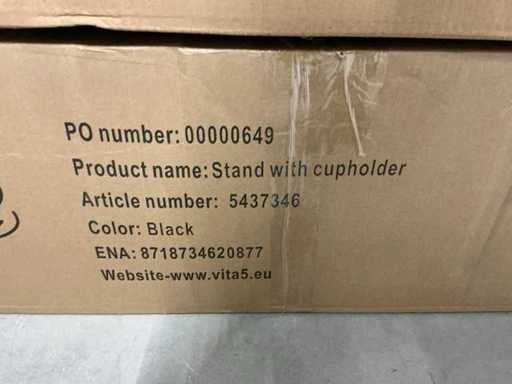 PO number: 00000649
Product name: Stand with cupholder
Article number: 5437346
Color: Black
ENA: 8718734620877
Website-www.vita5.eu